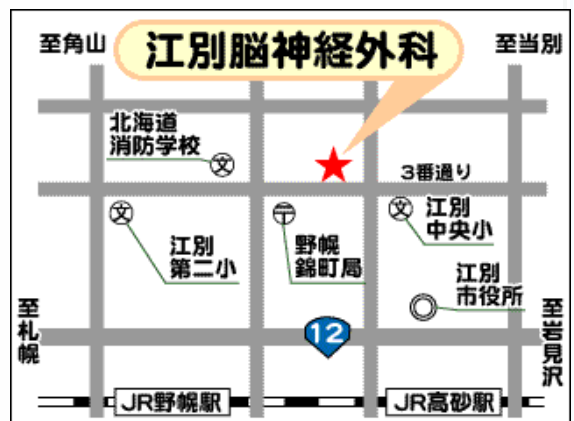 至角山
江別脳神経外科
至当別
北海道
消防学校
文
3番通り
文
江別
第二小
〒
野幌
錦町局
文
江別
中央小
江別
市役所
至札幌
12
至岩見沢
JR野幌駅
JR高砂駅